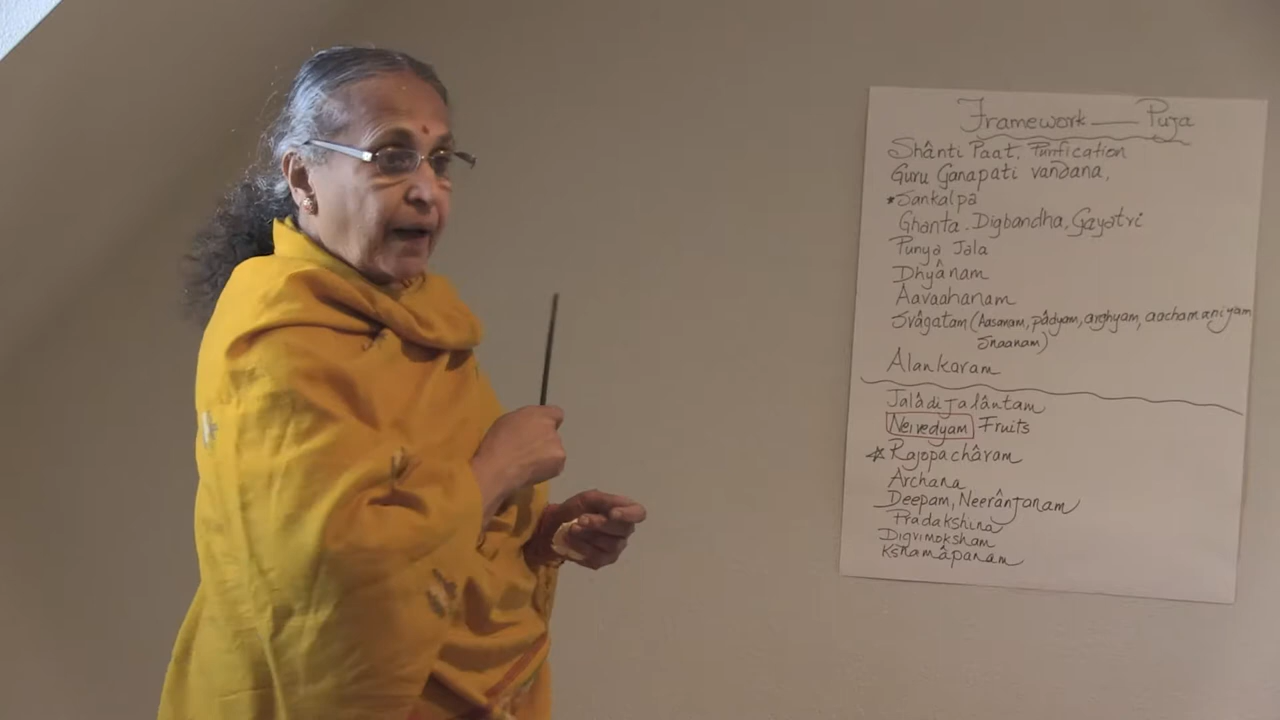 Framework — Puja
Shânti Paat, Purification
Guru Ganapati vandana,
*Sankalpa
Ghanta. Digbandha, Gayatri
Punya Jala
Dhyânam
Aavaahanam
Svâgatam (Aasanam, pâdyam, arghyam, aachamaniyam
Snaanam)
Alankaram
Jalâdi jalântam
Neivedyam Fruits
☆ Rajopachâram
Archana
Deepam, Neerânjanam
Pradakshina
Digvimoksham
Kshamâpanam